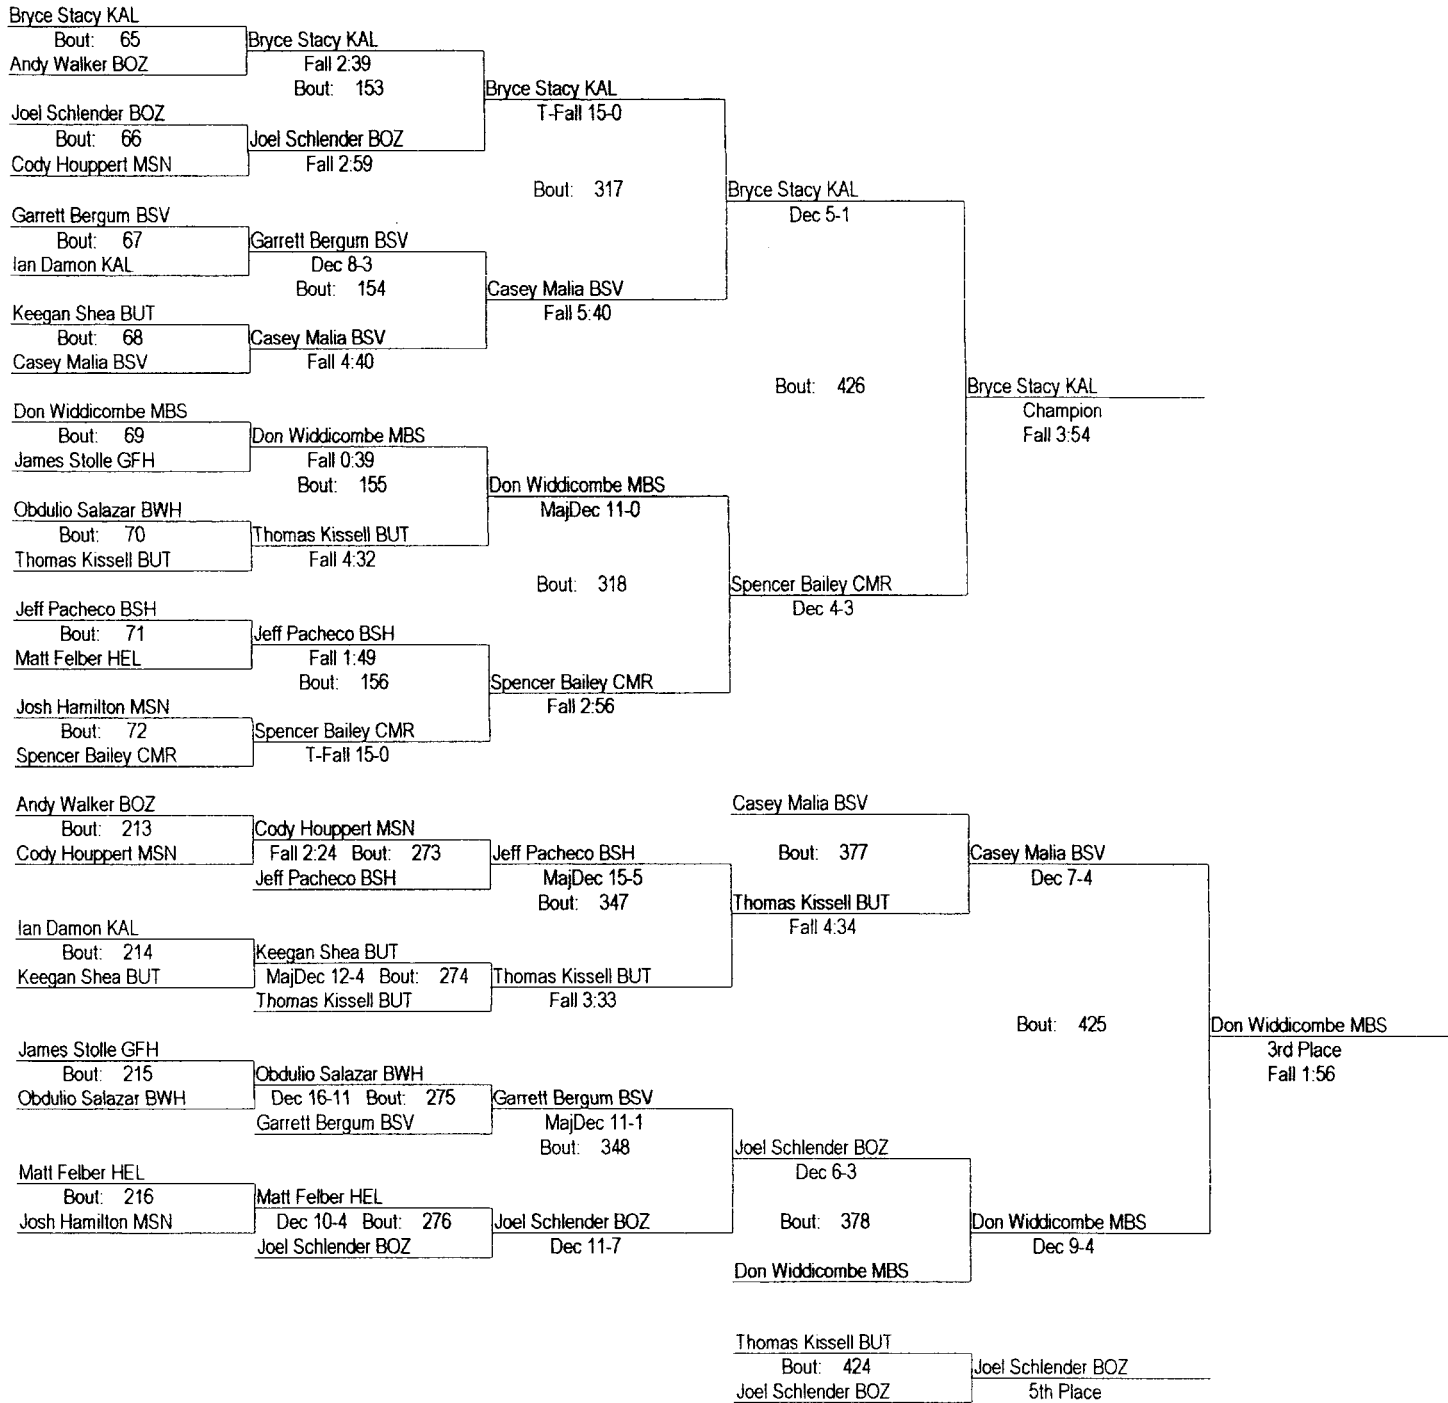 Bryce Stacy KAL
Bout: 65
Andy Walker BOZ
Bryce Stacy KAL
Fall 2:39
Bout: 153
Joel Schlender BOZ
Bout: 66
Cody Houppert MSN
Joel Schlender BOZ
Fall 2:59
Bryce Stacy KAL
T-Fall 15-0
Bout: 317
Garrett Bergum BSV
Bout: 67
Ian Damon KAL
Garrett Bergum BSV
Dec 8-3
Bout: 154
Keegan Shea BUT
Bout: 68
Casey Malia BSV
Casey Malia BSV
Fall 4:40
Casey Malia BSV
Fall 5:40
Bryce Stacy KAL
Dec 5-1
Bout: 426
Bryce Stacy KAL
Champion
Fall 3:54
Don Widdicombe MBS
Bout: 69
James Stolle GFH
Don Widdicombe MBS
Fall 0:39
Bout: 155
Obdulio Salazar BWH
Bout: 70
Thomas Kissell BUT
Thomas Kissell BUT
Fall 4:32
Don Widdicombe MBS
MajDec 11-0
Bout: 318
Jeff Pacheco BSH
Bout: 71
Matt Felber HEL
Jeff Pacheco BSH
Fall 1:49
Bout: 156
Josh Hamilton MSN
Bout: 72
Spencer Bailey CMR
Spencer Bailey CMR
T-Fall 15-0
Spencer Bailey CMR
Fall 2:56
Spencer Bailey CMR
Dec 4-3
Andy Walker BOZ
Bout: 213
Cody Houppert MSN
Cody Houppert MSN
Fall 2:24 Bout: 273
Jeff Pacheco BSH
Jeff Pacheco BSH
MajDec 15-5
Bout: 347
Ian Damon KAL
Bout: 214
Keegan Shea BUT
Keegan Shea BUT
MajDec 12-4 Bout: 274
Thomas Kissell BUT
Thomas Kissell BUT
Fall 3:33
Casey Malia BSV
Bout: 377
Thomas Kissell BUT
Fall 4:34
Casey Malia BSV
Dec 7-4
Bout: 425
Don Widdicombe MBS
3rd Place
Fall 1:56
James Stolle GFH
Bout: 215
Obdulio Salazar BWH
Obdulio Salazar BWH
Dec 16-11 Bout: 275
Garrett Bergum BSV
Garrett Bergum BSV
MajDec 11-1
Bout: 348
Matt Felber HEL
Bout: 216
Josh Hamilton MSN
Matt Felber HEL
Dec 10-4 Bout: 276
Joel Schlender BOZ
Joel Schlender BOZ
Dec 11-7
Joel Schlender BOZ
Dec 6-3
Bout: 378
Don Widdicombe MBS
Don Widdicombe MBS
Dec 9-4
Thomas Kissell BUT
Bout: 424
Joel Schlender BOZ
Joel Schlender BOZ
5th Place